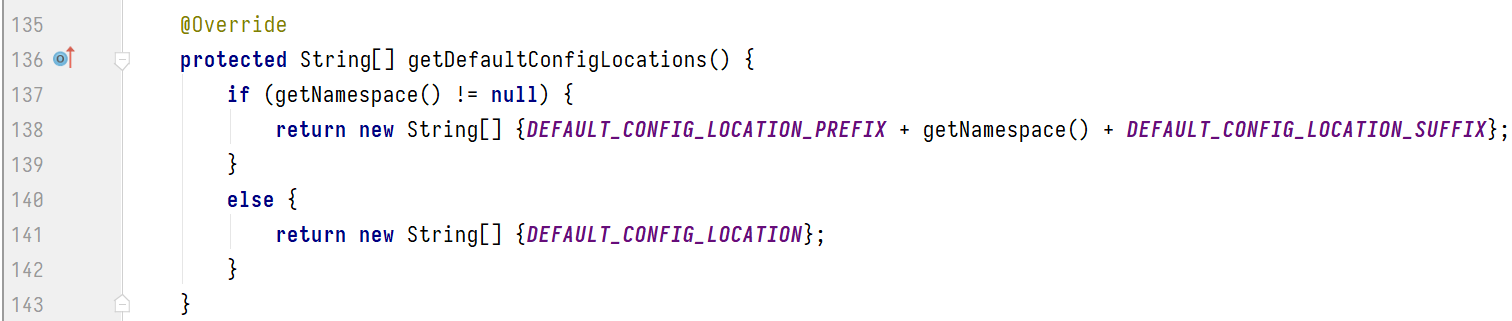 135 @Override
136 protected String[] getDefaultConfigLocations() {
137 if (getNamespace() != null) {
138 return new String[] {DEFAULT_CONFIG_LOCATION_PREFIX + getNamespace() + DEFAULT_CONFIG_LOCATION_SUFFIX};
139 }
140 else {
141 return new String[] {DEFAULT_CONFIG_LOCATION};
142 }
143 }